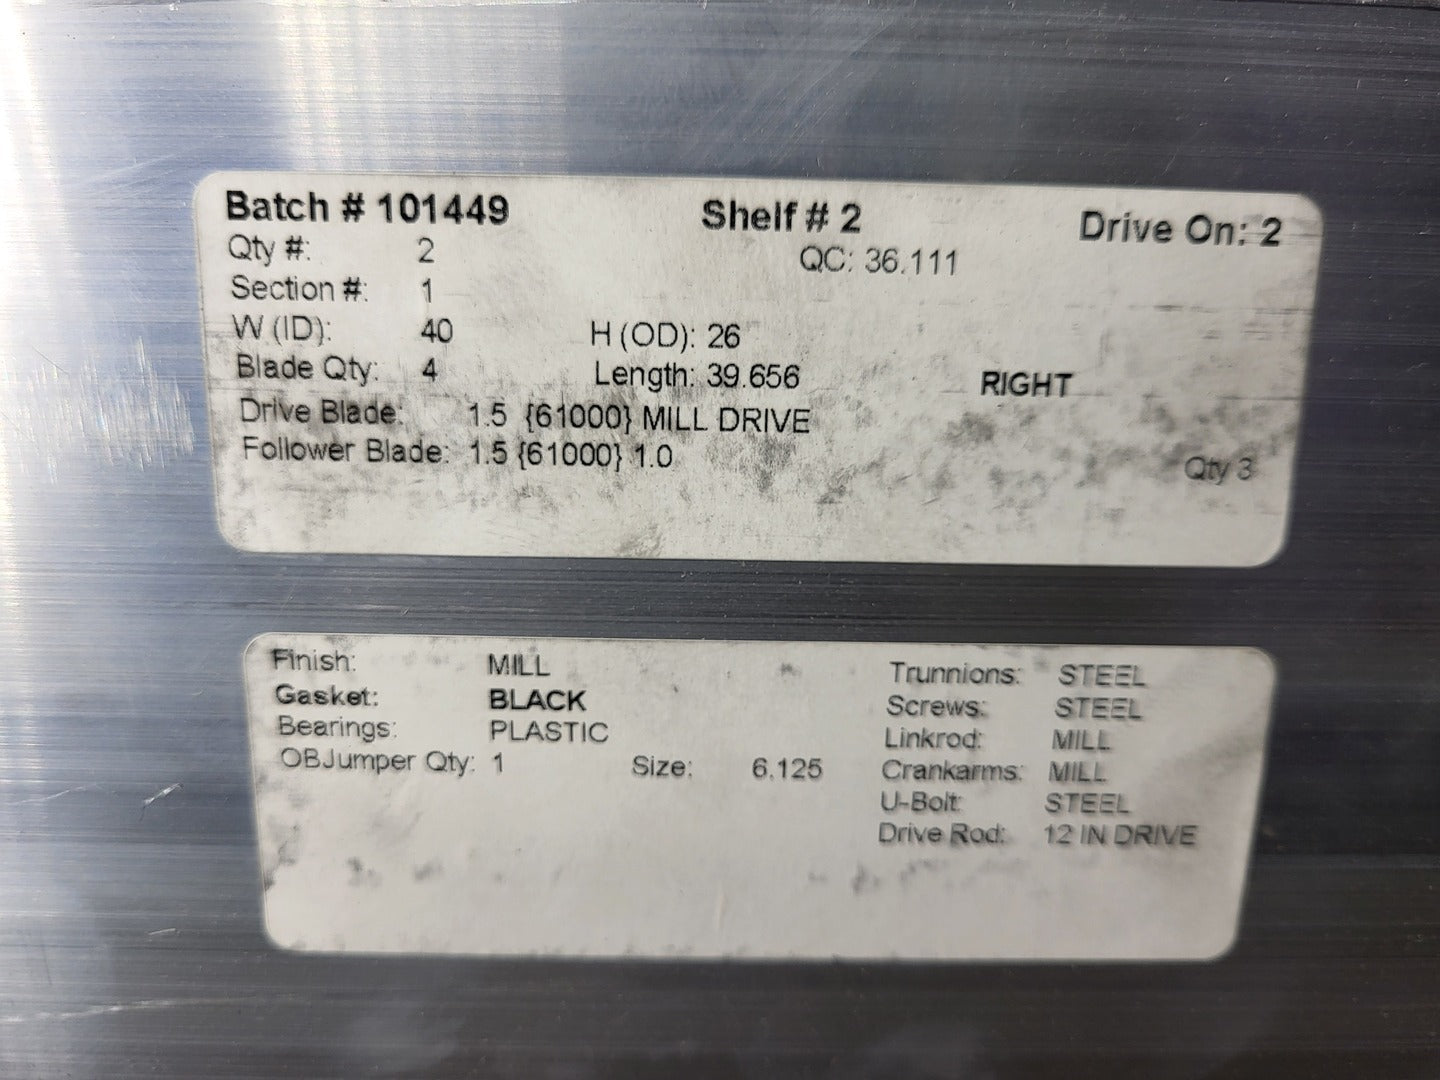 Batch # 101449 Shelf # 2 Drive On: 2
Qty #: 2 QC: 36.111
Section #: 1
W (ID): 40 H (OD): 26
Blade Qty: 4 Length: 39.656 RIGHT
Drive Blade: 1.5 {61000} MILL DRIVE
Follower Blade: 1.5 {61000} 1.0 Qty 3
Finish: MILL Trunnions: STEEL
Gasket: BLACK Screws: STEEL
Bearings: PLASTIC Linkrod: MILL
OBJumper Qty: 1 Size: 6.125 Crankarms: MILL
U-Bolt: STEEL
Drive Rod: 12 IN DRIVE